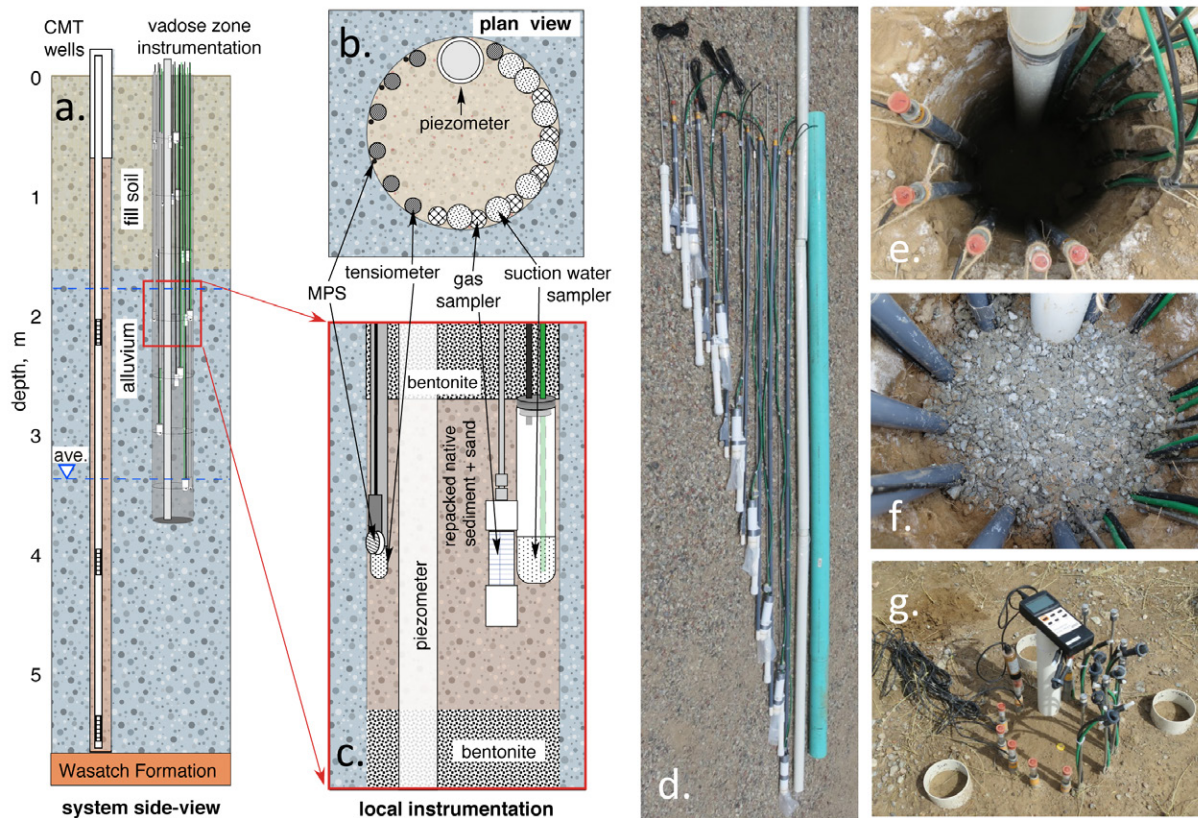 CMT
wells
vadose zone
instrumentation
a.
0
1
2
3
4
5
depth, m
fill soil
alluvium
ave.
Wasatch Formation
system side-view
b.
plan view
piezometer
MPS
tensiometer
gas
sampler
suction water
sampler
bentonite
repacked native
sediment + sand
piezometer
bentonite
c.
local instrumentation
d.
e.
f.
g.